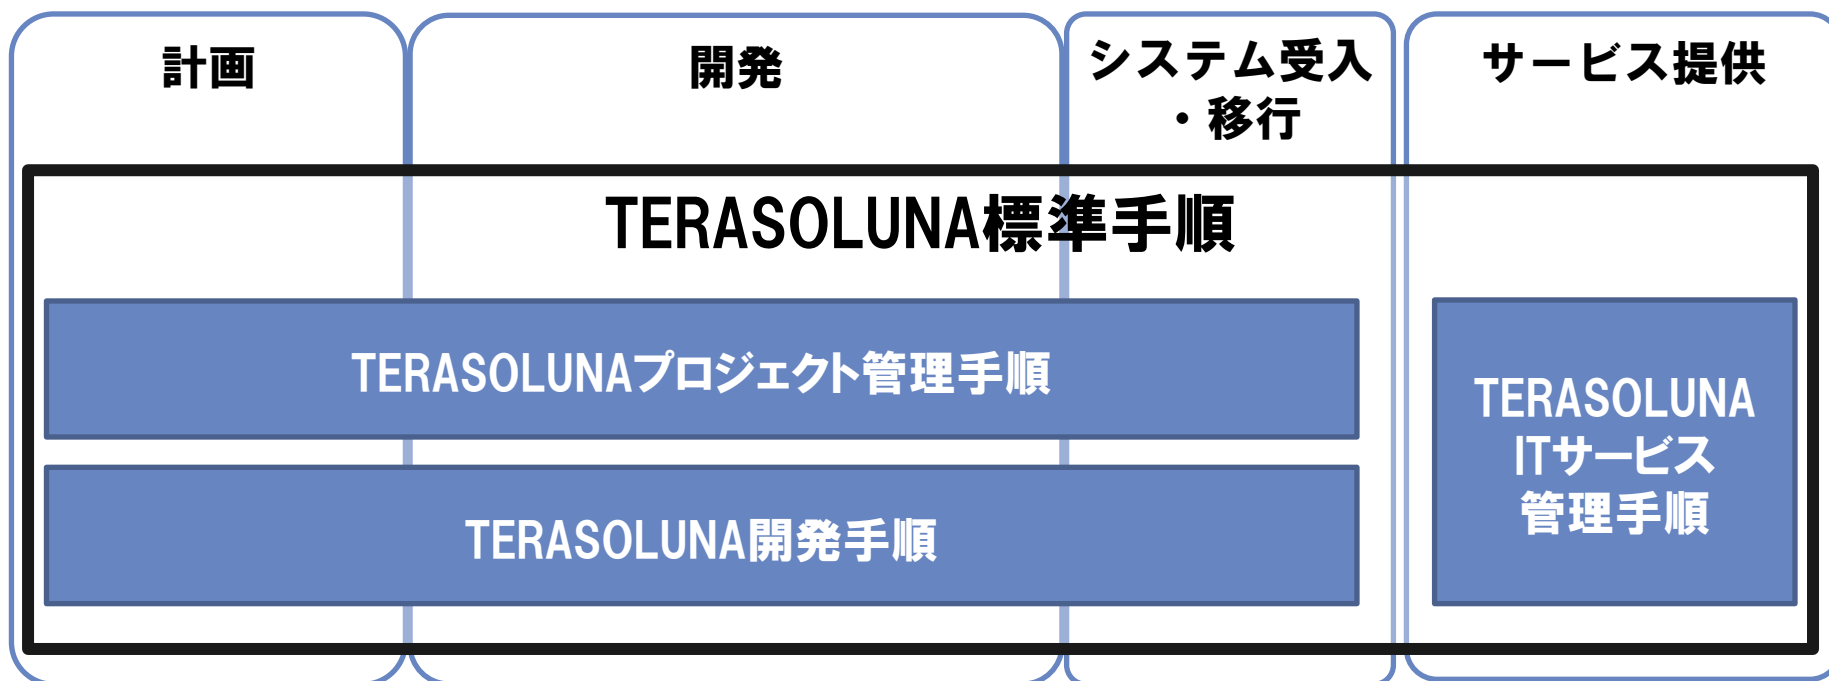 計画
開発
システム受入
・移行
サービス提供
TERASOLUNA標準手順
TERASOLUNAプロジェクト管理手順
TERASOLUNA開発手順
TERASOLUNA
ITサービス
管理手順